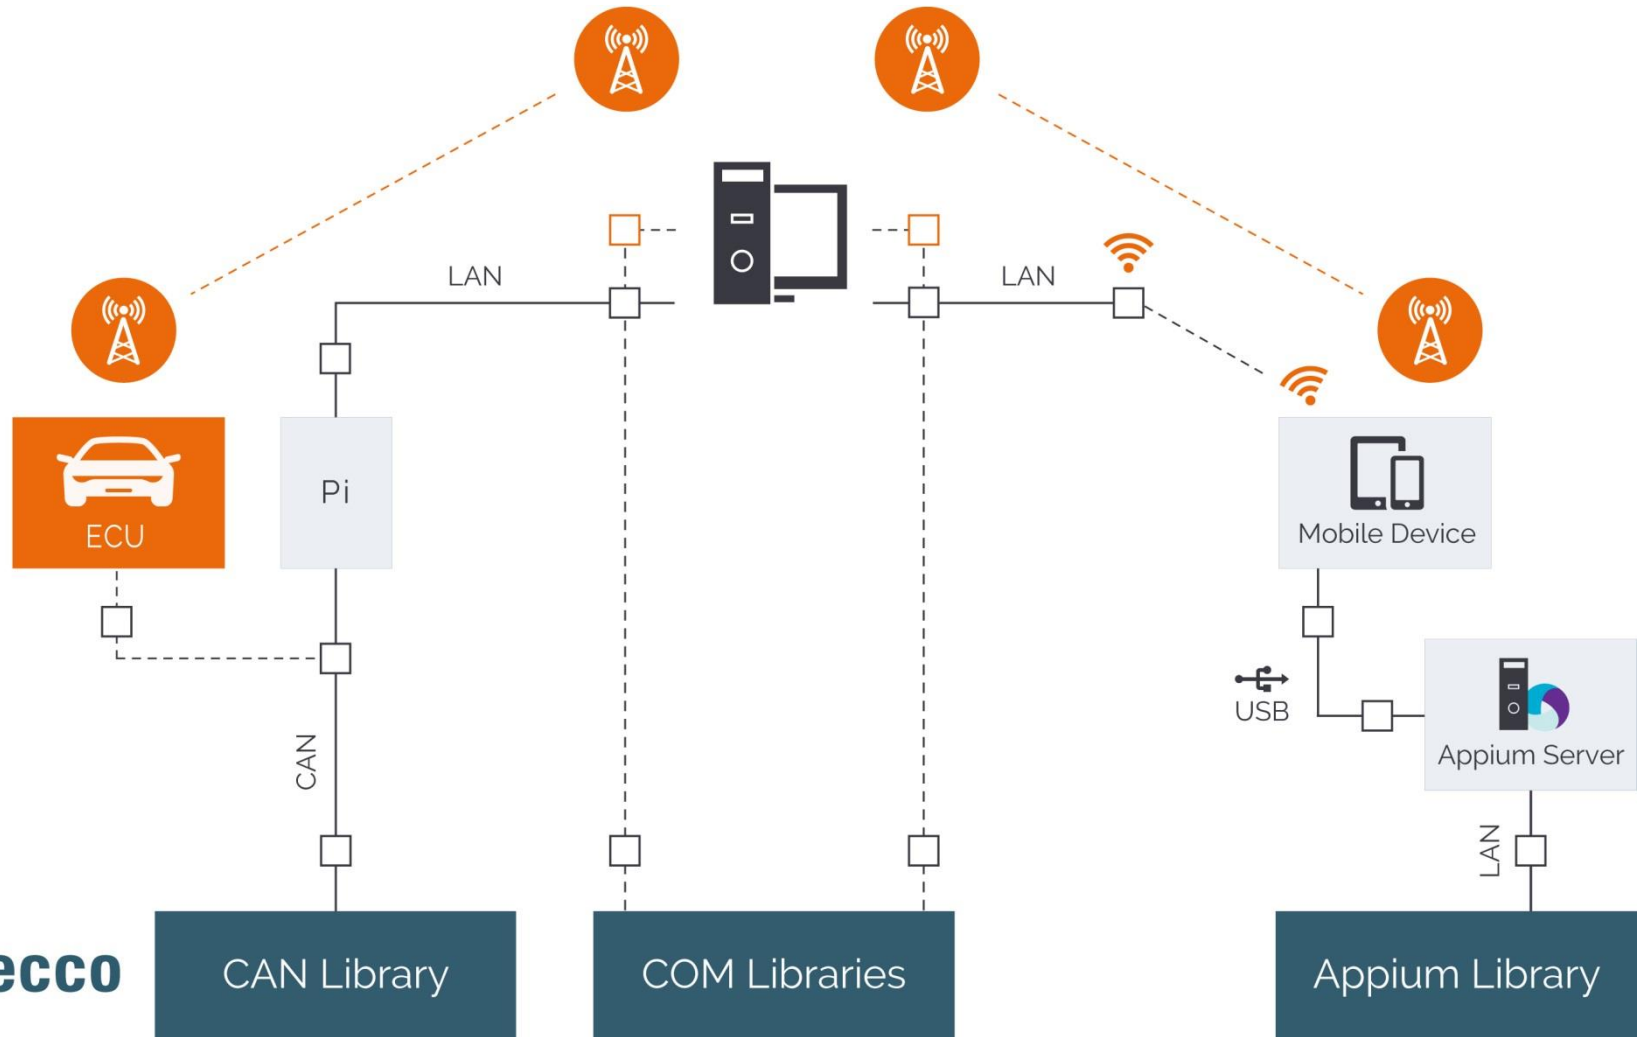 LAN
LAN
ECU
Pi
Mobile Device
USB
CAN
Appium Server
LAN
ecco
CAN Library
COM Libraries
Appium Library